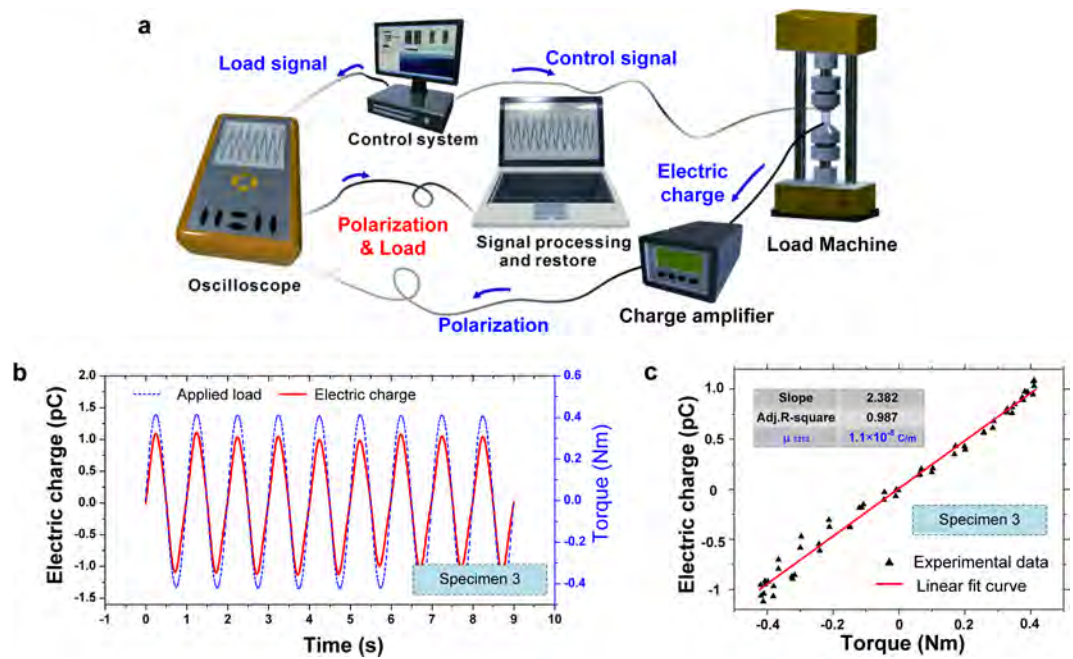 a
Load signal
Control signal
Control system
Electric
charge
Polarization
& Load
Signal processing
and restore
Load Machine
Oscilloscope
Charge amplifier
Polarization
b
Electric charge (pC)
2.0
1.5
1.0
0.5
0.0
-0.5
-1.0
-1.5
Applied load
Electric charge
0.6
0.4
0.2
0.0
-0.2
-0.4
Torque (Nm)
Specimen 3
-1 0 1 2 3 4 5 6 7 8 9 10
Time (s)
c
Electric charge (pC)
1.0
0.5
0
-0.5
-1
Slope 2.382
Adj.R-square 0.987
μ 1212 1.1×10⁻⁸ C/m
Specimen 3
Experimental data
Linear fit curve
-0.4 -0.2 0 0.2 0.4
Torque (Nm)